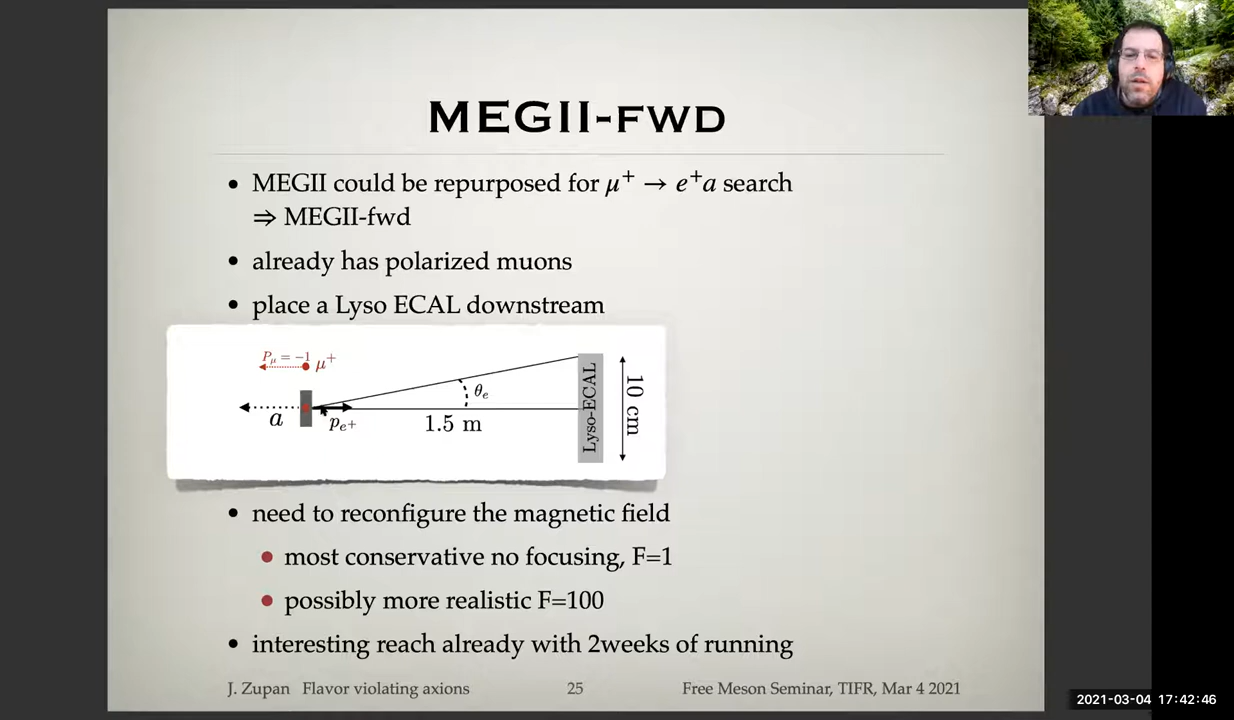 MEGII-FWD
• MEGII could be repurposed for μ⁺ → e⁺a search
⇒ MEGII-fwd
• already has polarized muons
• place a Lyso ECAL downstream
Pμ = −1 μ⁺
θe
a
pe+
1.5 m
Lyso-ECAL
10 cm
• need to reconfigure the magnetic field
• most conservative no focusing, F=1
• possibly more realistic F=100
• interesting reach already with 2weeks of running
J. Zupan Flavor violating axions 25 Free Meson Seminar, TIFR, Mar 4 2021
2021-03-04 17:42:46